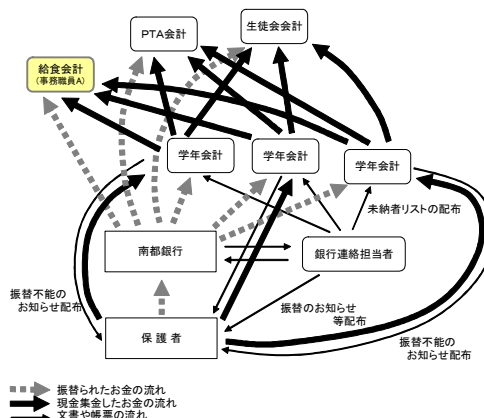 生徒会会計
PTA会計
給食会計
(事務職員A)
学年会計
学年会計
学年会計
未納者リストの配布
南都銀行
銀行連絡担当者
振替不能の
お知らせ配布
振替のお知らせ
等配布
保 護 者
振替不能の
お知らせ配布
振替られたお金の流れ
現金集金したお金の流れ
文書や帳票の流れ